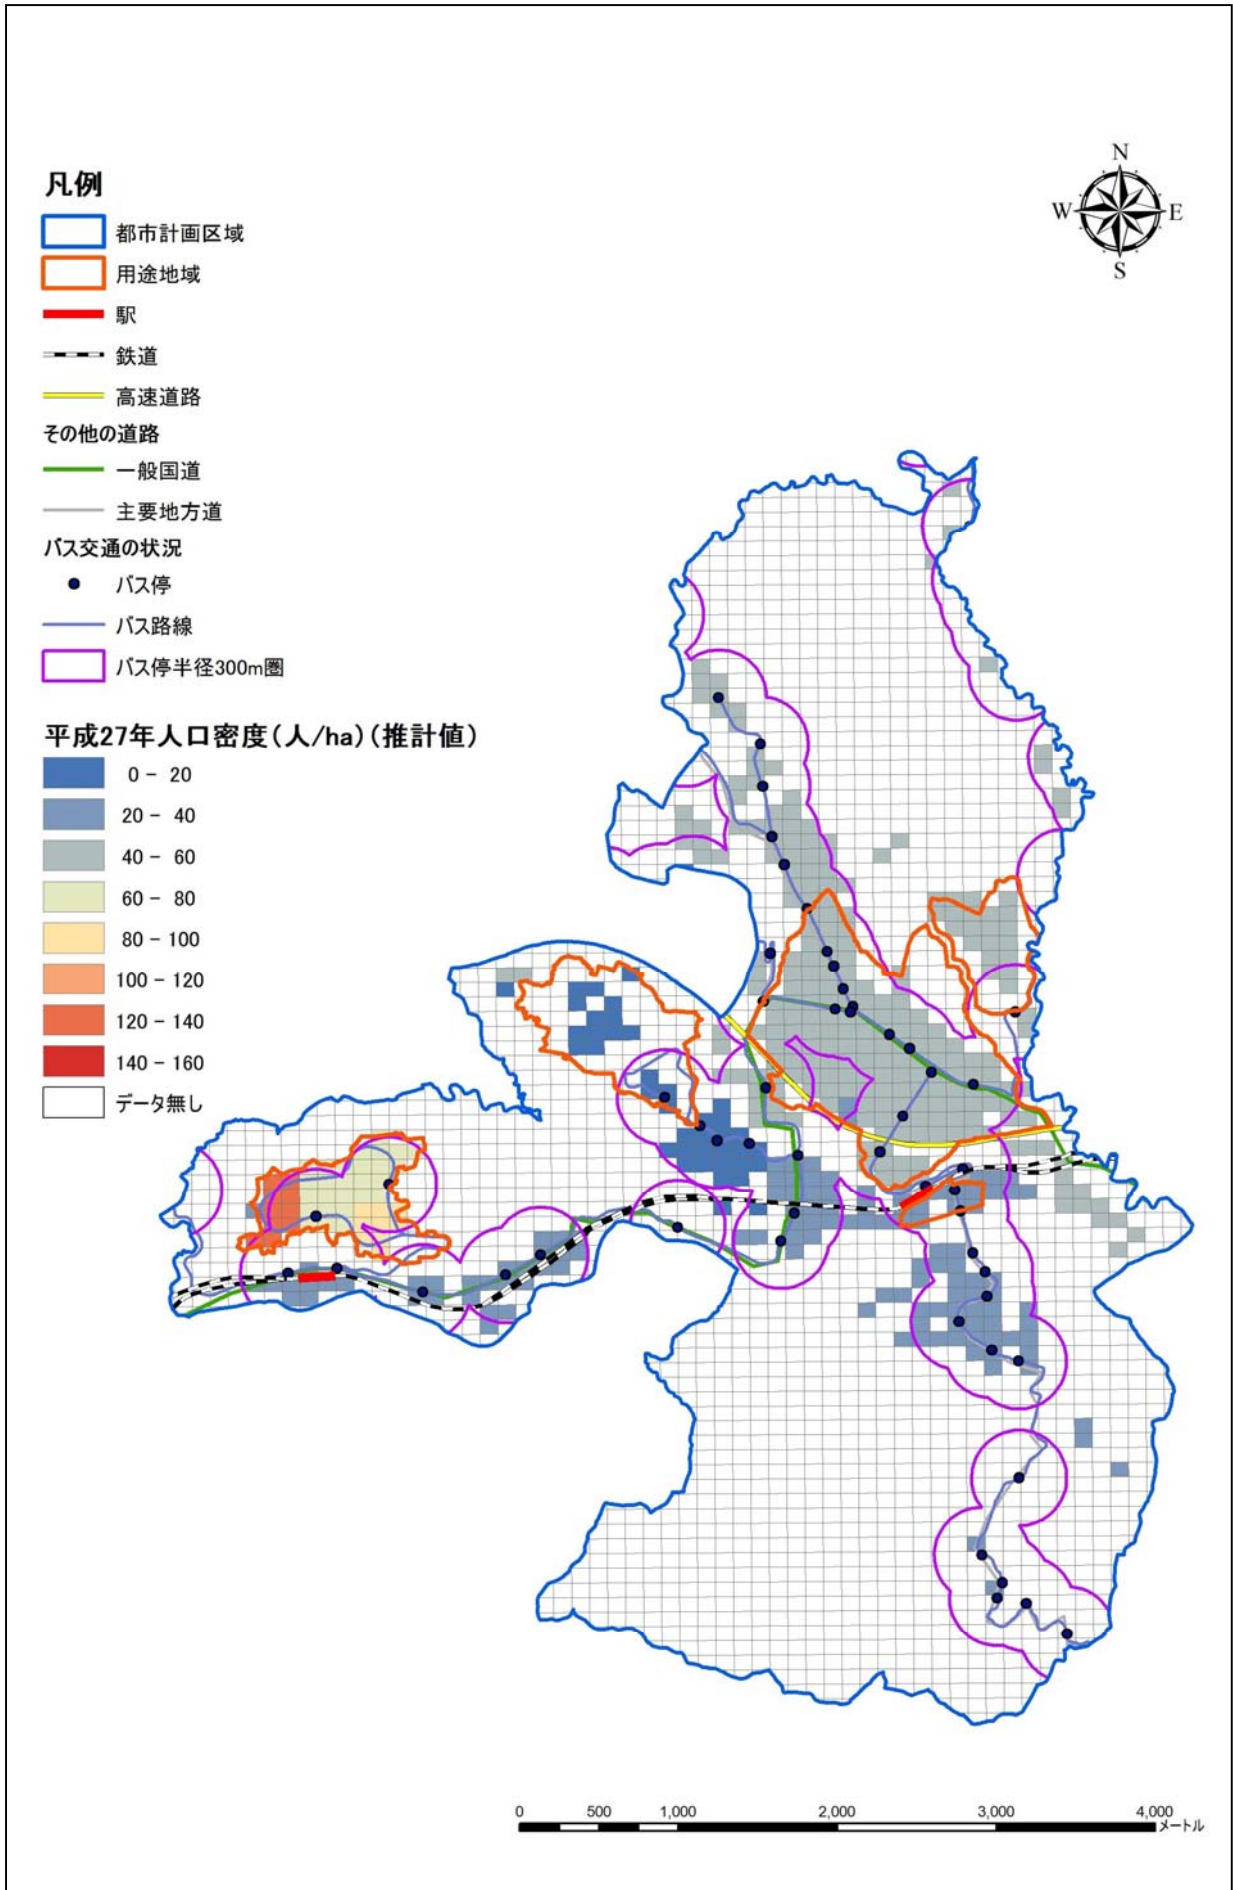 N
W E
S
凡例
都市計画区域
用途地域
駅
鉄道
高速道路
その他の道路
一般国道
主要地方道
バス交通の状況
バス停
バス路線
バス停半径300m圏
平成27年人口密度(人/ha)(推計値)
0 - 20
20 - 40
40 - 60
60 - 80
80 - 100
100 - 120
120 - 140
140 - 160
データ無し
0 500 1,000 2,000 3,000 4,000
メートル